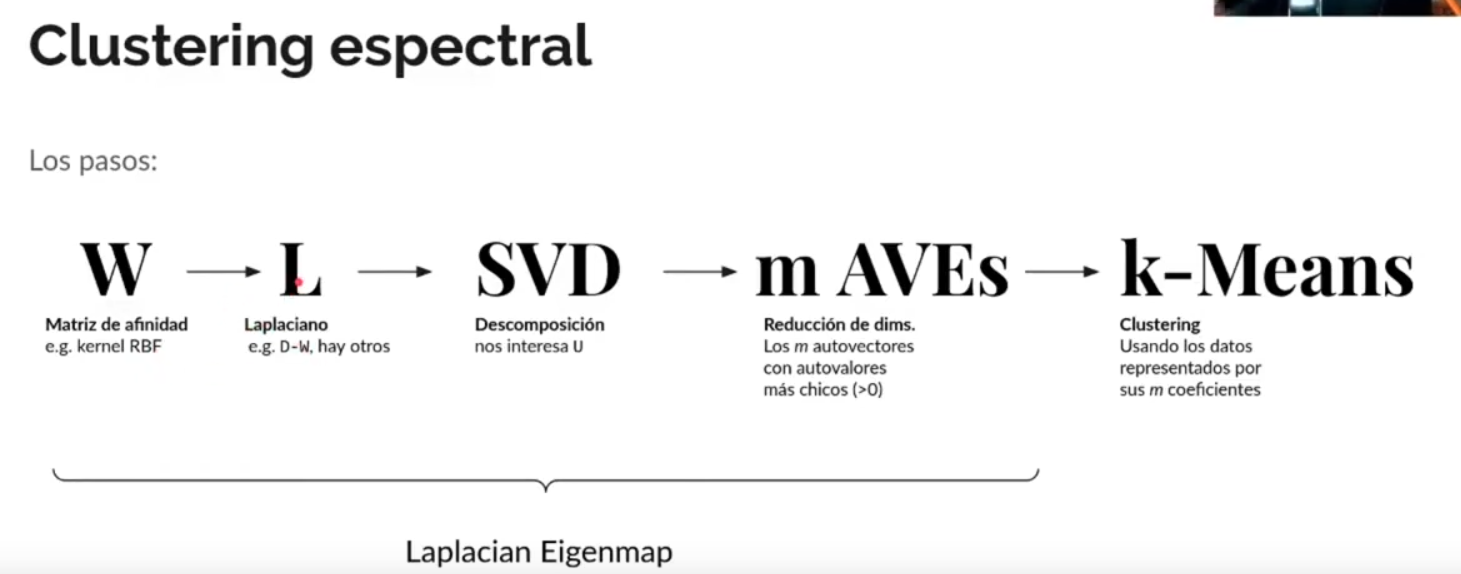 Clustering espectral
Los pasos:
W → L → SVD → m AVEs → k-Means
Matriz de afinidad
e.g. kernel RBF
Laplaciano
e.g. D-W, hay otros
Descomposición
nos interesa U
Reducción de dims.
Los m autovectores
con autovalores
más chicos (>0)
Clustering
Usando los datos
representados por
sus m coeficientes
Laplacian Eigenmap